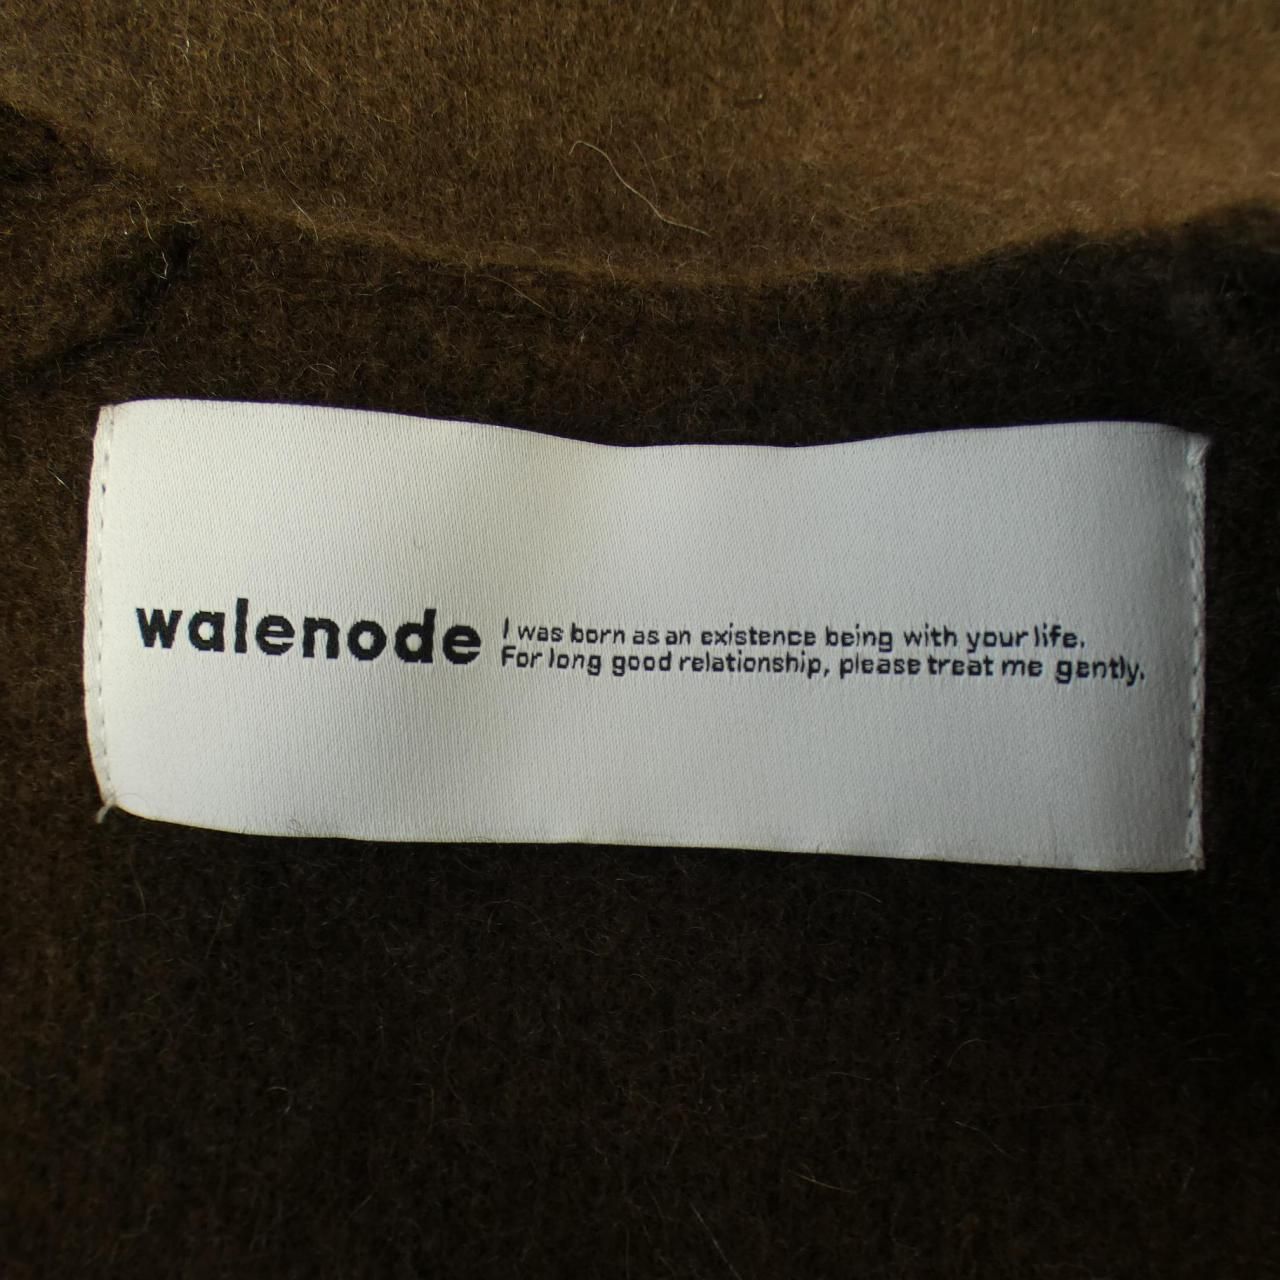 walenode
I was born as an existence being with your life.
For long good relationship, please treat me gently.